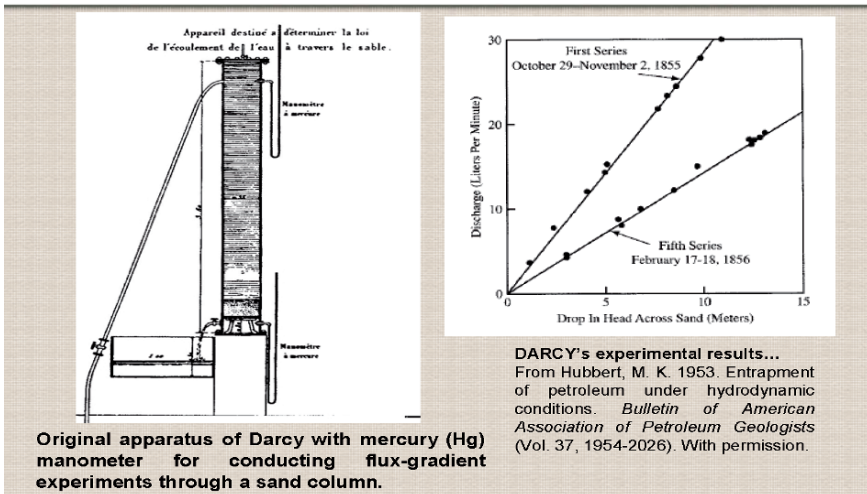 Appareil destiné a déterminer la loi
de l'écoulement de l'eau à travers le sable.
Manomètre
à mercure
Manomètre
à mercure
Original apparatus of Darcy with mercury (Hg)
manometer for conducting flux-gradient
experiments through a sand column.
30
20
10
0
0
5
10
15
Discharge (Liters Per Minute)
First Series
October 29–November 2, 1855
Fifth Series
February 17-18, 1856
Drop In Head Across Sand (Meters)
DARCY's experimental results…
From Hubbert, M. K. 1953. Entrapment
of petroleum under hydrodynamic
conditions. Bulletin of American
Association of Petroleum Geologists
(Vol. 37, 1954-2026). With permission.